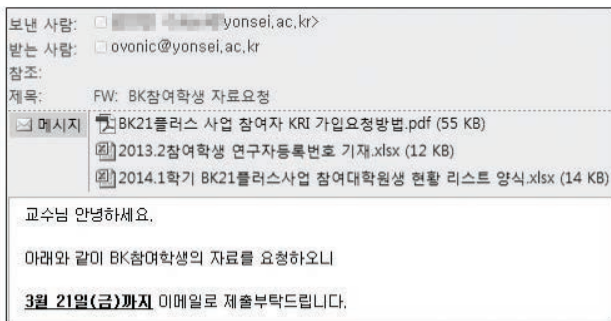 보낸 사람: yonsei.ac.kr>
받는 사람: ovonic@yonsei.ac.kr
참조:
제목: FW: BK참여학생 자료요청
메시지 BK21플러스 사업 참여자 KRI 가입요청방법.pdf (55 KB)
2013.2참여학생 연구자등록번호 기재.xlsx (12 KB)
2014.1학기 BK21플러스사업 참여대학원생 현황 리스트 양식.xlsx (14 KB)
교수님 안녕하세요.
아래와 같이 BK참여학생의 자료를 요청하오니
3월 21일(금)까지 이메일로 제출부탁드립니다.